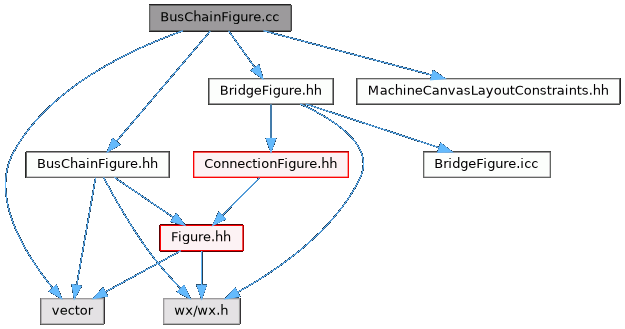 BusChainFigure.cc
BridgeFigure.hh
MachineCanvasLayoutConstraints.hh
BusChainFigure.hh
ConnectionFigure.hh
BridgeFigure.icc
Figure.hh
vector
wx/wx.h